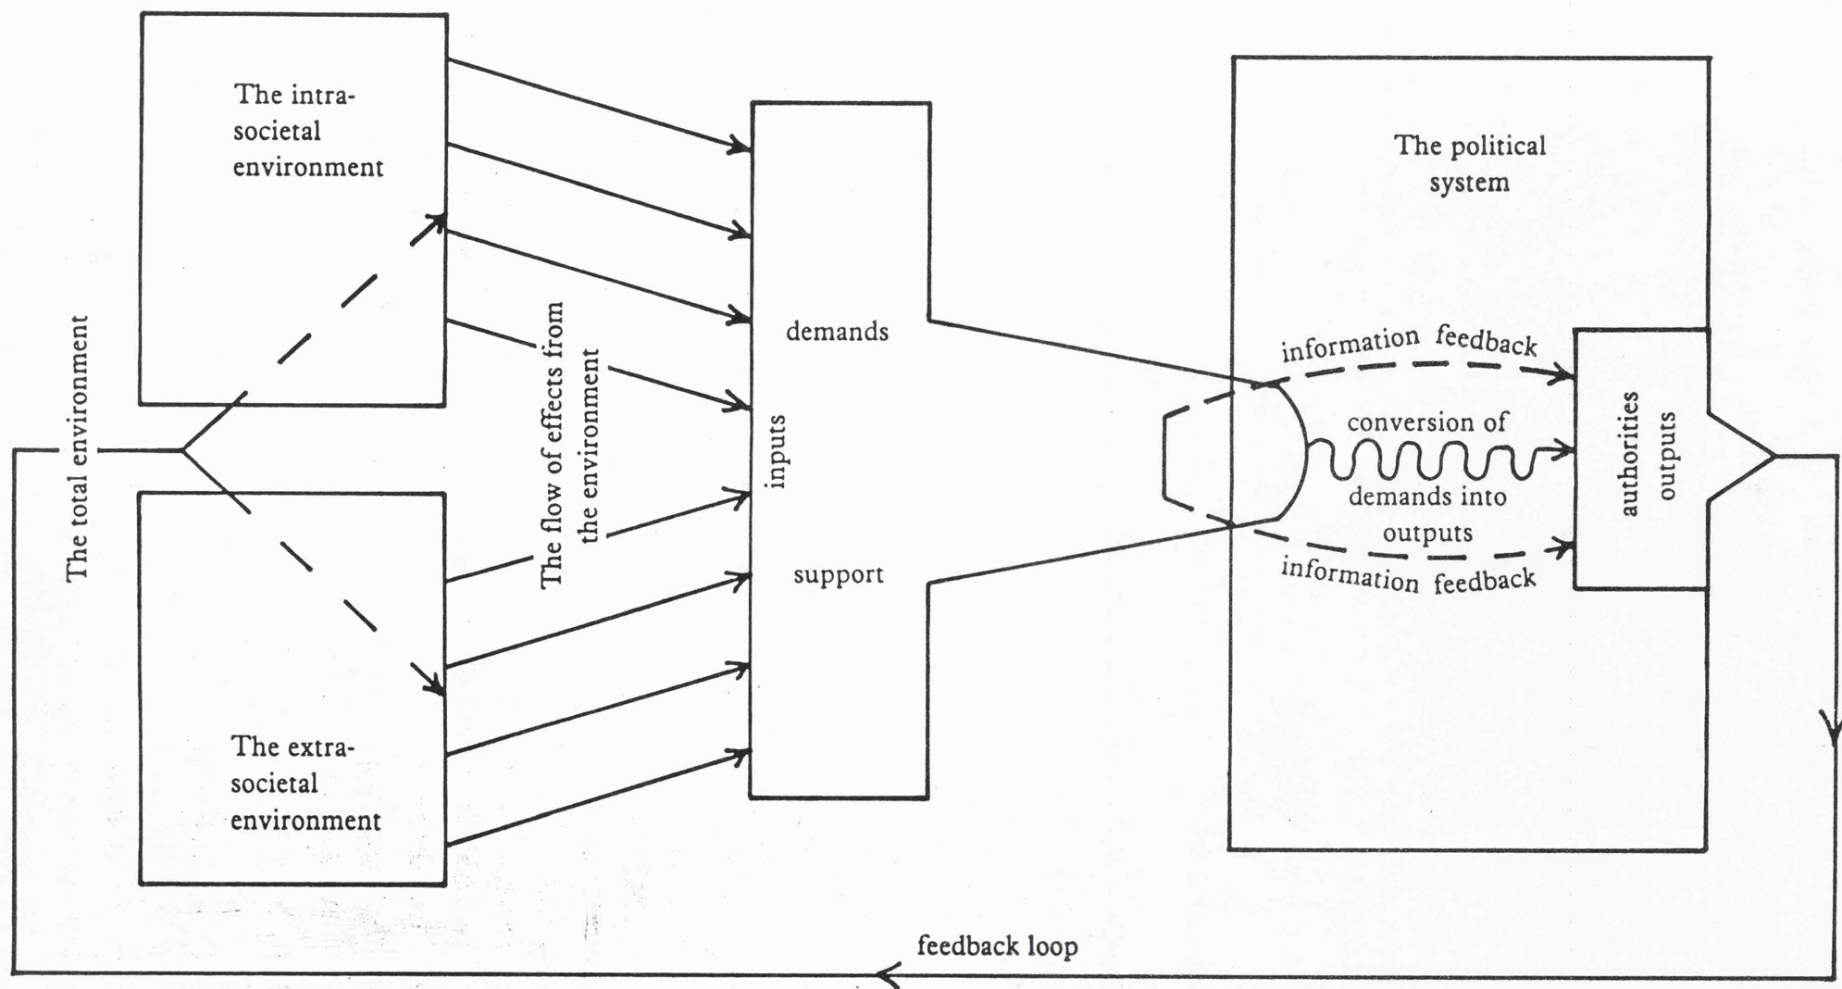 The intra-
societal
environment
The total environment
The extra-
societal
environment
The flow of effects from
the environment
demands
inputs
support
The political
system
information feedback
conversion of
demands into
outputs
information feedback
authorities
outputs
feedback loop